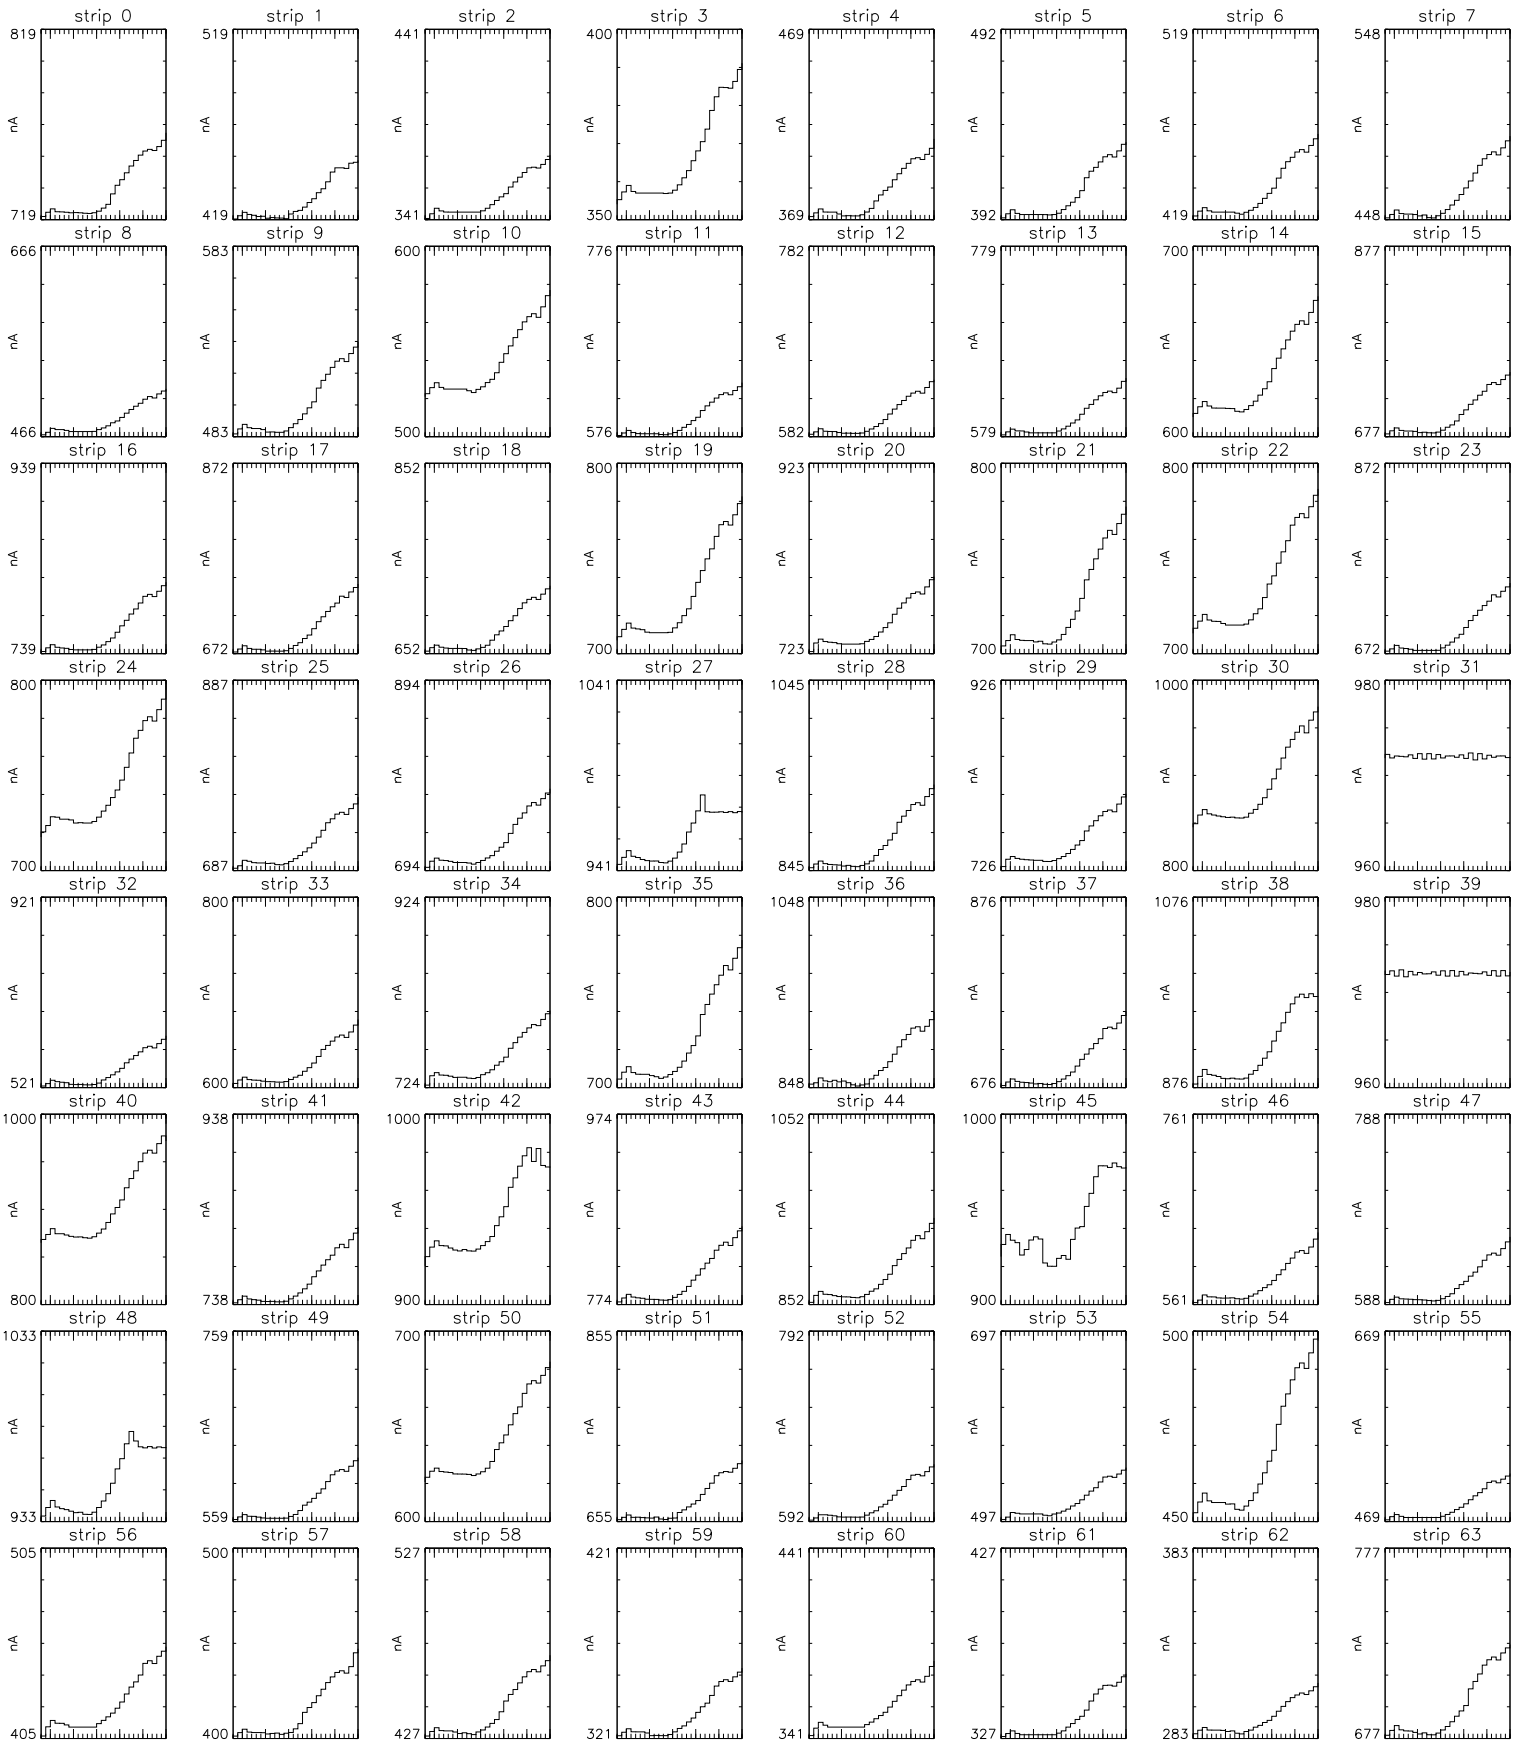 strip 0 strip 1 strip 2 strip 3 strip 4 strip 5 strip 6 strip 7
819 519 441 400 469 492 519 548
nA nA nA nA nA nA nA nA
719 419 341 350 369 392 419 448
strip 8 strip 9 strip 10 strip 11 strip 12 strip 13 strip 14 strip 15
666 583 600 776 782 779 700 877
nA nA nA nA nA nA nA nA
466 483 500 576 582 579 600 677
strip 16 strip 17 strip 18 strip 19 strip 20 strip 21 strip 22 strip 23
939 872 852 800 923 800 800 872
nA nA nA nA nA nA nA nA
739 672 652 700 723 700 700 672
strip 24 strip 25 strip 26 strip 27 strip 28 strip 29 strip 30 strip 31
800 887 894 1041 1045 926 1000 980
nA nA nA nA nA nA nA nA
700 687 694 941 845 726 800 960
strip 32 strip 33 strip 34 strip 35 strip 36 strip 37 strip 38 strip 39
921 800 924 800 1048 876 1076 980
nA nA nA nA nA nA nA nA
521 600 724 700 848 676 876 960
strip 40 strip 41 strip 42 strip 43 strip 44 strip 45 strip 46 strip 47
1000 938 1000 974 1052 1000 761 788
nA nA nA nA nA nA nA nA
800 738 900 774 852 900 561 588
strip 48 strip 49 strip 50 strip 51 strip 52 strip 53 strip 54 strip 55
1033 759 700 855 792 697 500 669
nA nA nA nA nA nA nA nA
933 559 600 655 592 497 450 469
strip 56 strip 57 strip 58 strip 59 strip 60 strip 61 strip 62 strip 63
505 500 527 421 441 427 383 777
nA nA nA nA nA nA nA nA
405 400 427 321 341 327 283 677